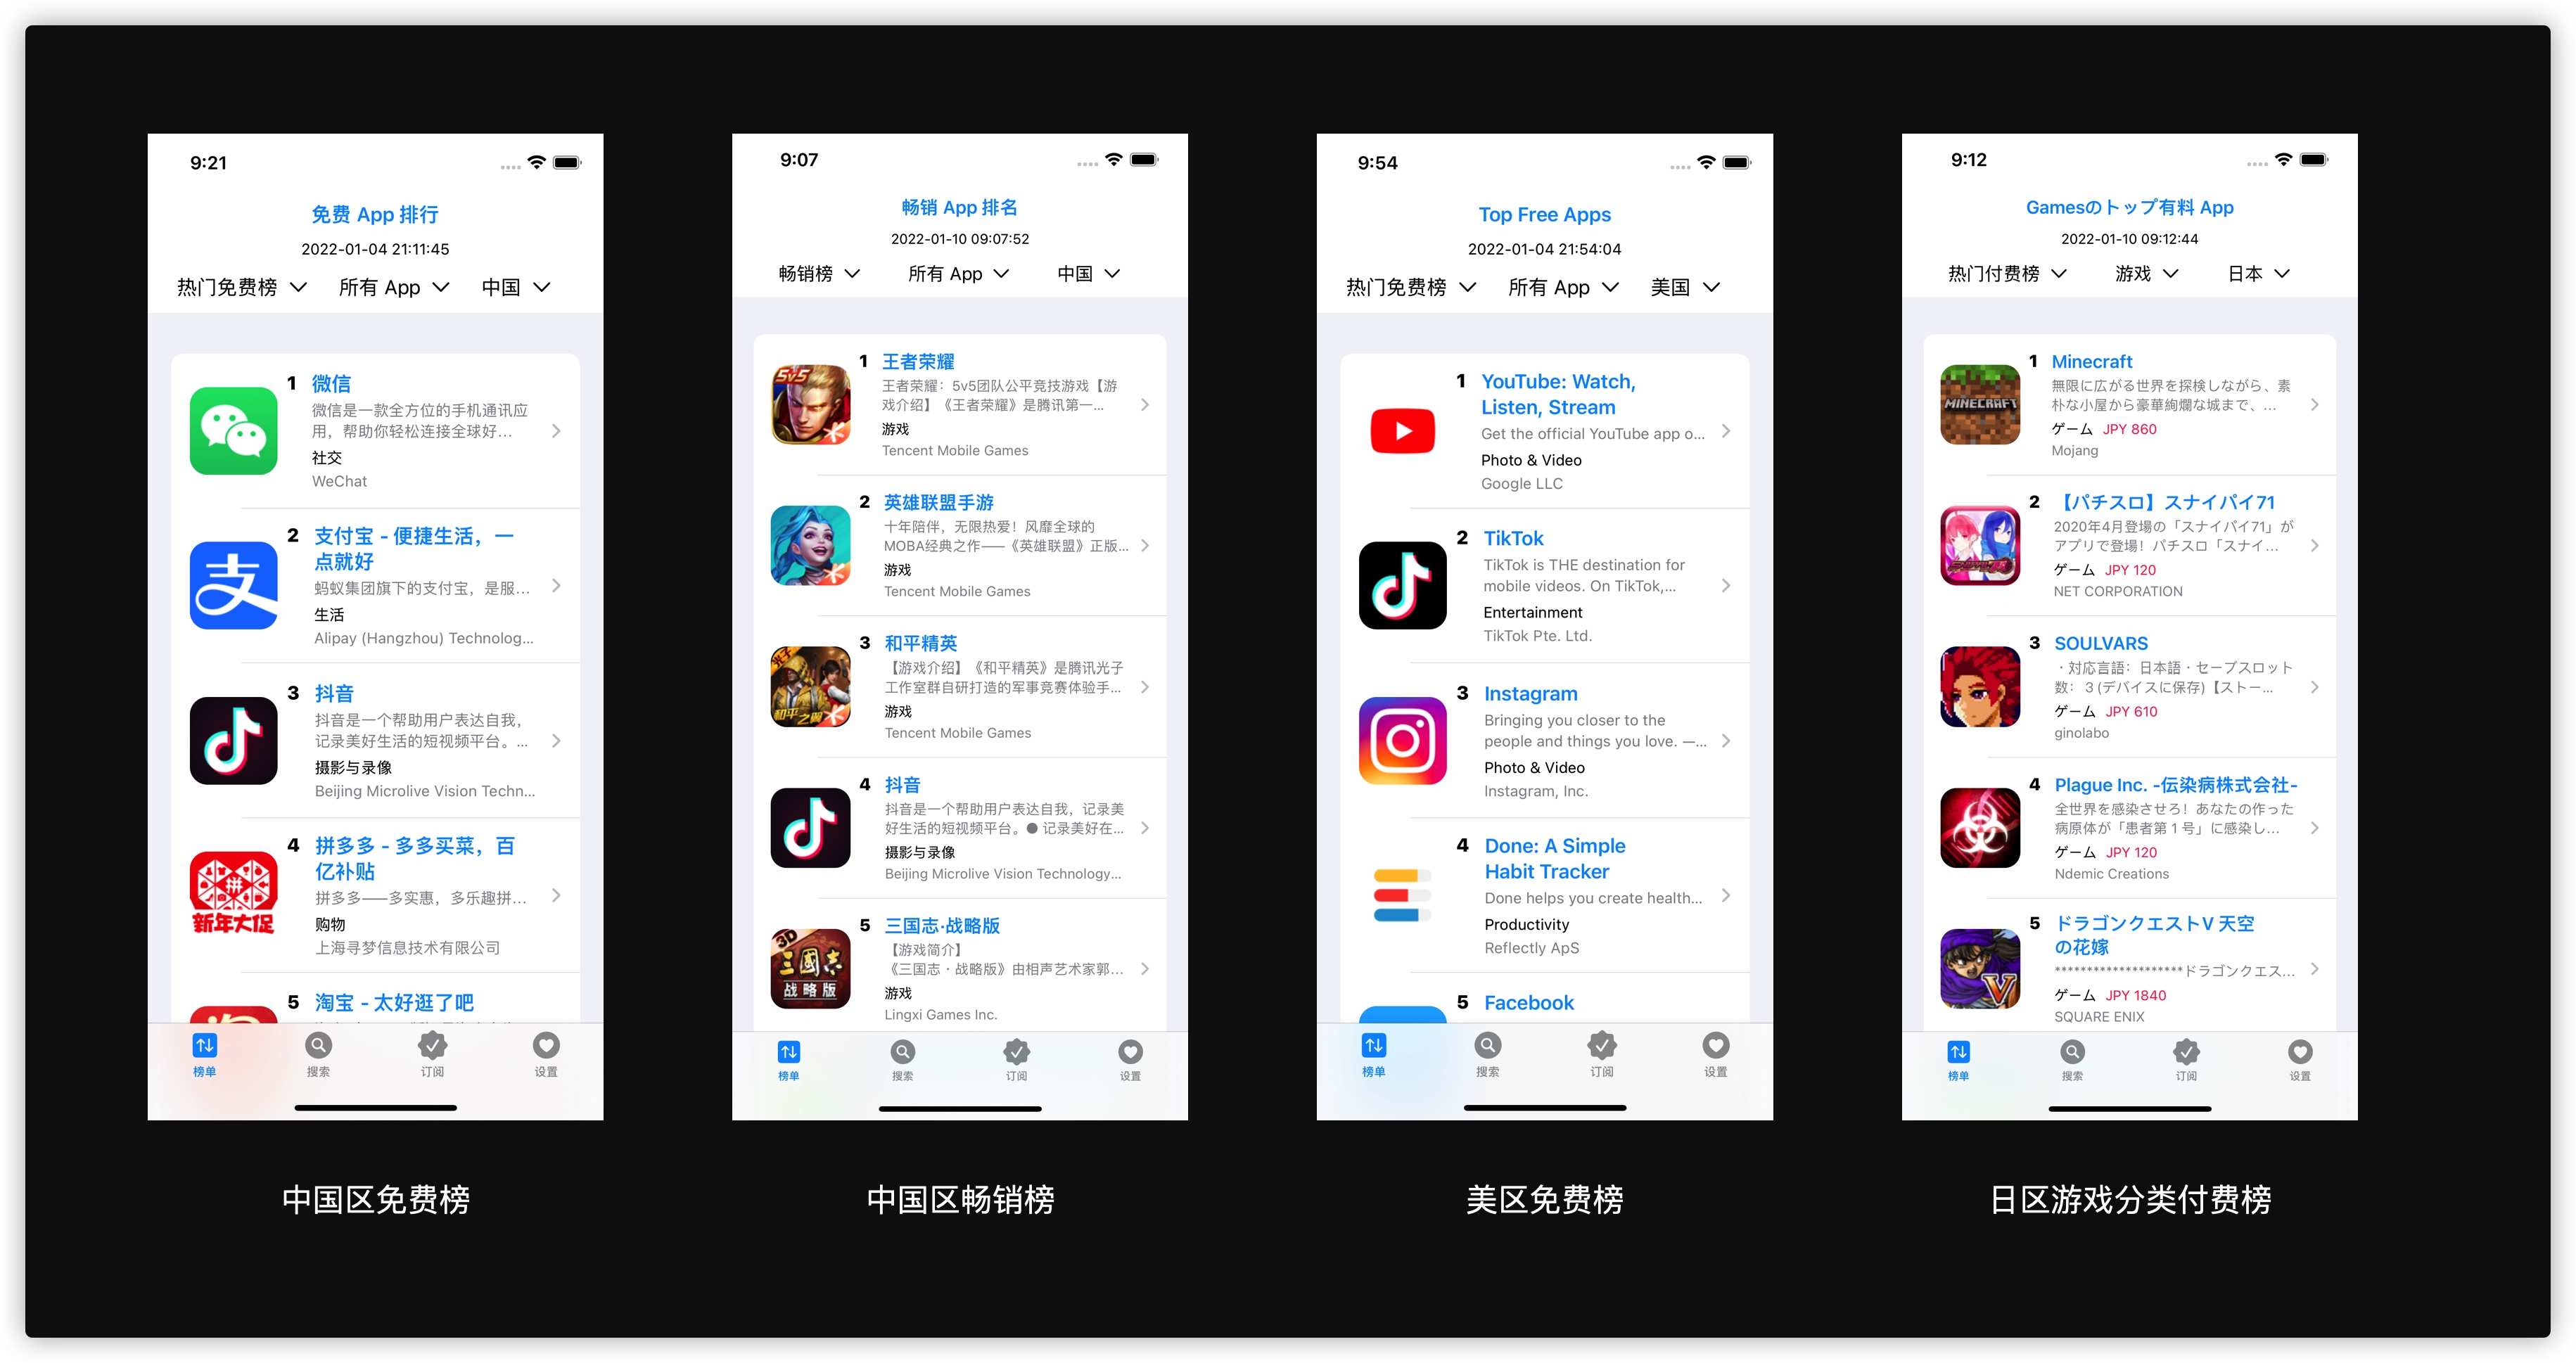 9:21
免费 App 排行
2022-01-04 21:11:45
热门免费榜 所有 App 中国
1 微信
微信是一款全方位的手机通讯应
用，帮助你轻松连接全球好...
社交
WeChat
2 支付宝 - 便捷生活，一
点就好
蚂蚁集团旗下的支付宝，是服...
生活
Alipay (Hangzhou) Technolog...
3 抖音
抖音是一个帮助用户表达自我，
记录美好生活的短视频平台。...
摄影与录像
Beijing Microlive Vision Techn...
拼
新年大促
4 拼多多 - 多多买菜，百
亿补贴
拼多多——多实惠，多乐趣拼...
购物
上海寻梦信息技术有限公司
5 淘宝 - 太好逛了吧
榜单 搜索 订阅 设置
中国区免费榜
9:07
畅销 App 排名
2022-01-10 09:07:52
畅销榜 所有 App 中国
5v5
1 王者荣耀
王者荣耀：5v5团队公平竞技游戏【游
戏介绍】《王者荣耀》是腾讯第一...
游戏
Tencent Mobile Games
2 英雄联盟手游
十年陪伴，无限热爱！风靡全球的
MOBA经典之作——《英雄联盟》正版...
游戏
Tencent Mobile Games
光子
和平之翼
3 和平精英
【游戏介绍】《和平精英》是腾讯光子
工作室群自研打造的军事竞赛体验手...
游戏
Tencent Mobile Games
4 抖音
抖音是一个帮助用户表达自我，记录美
好生活的短视频平台。● 记录美好在...
摄影与录像
Beijing Microlive Vision Technology...
3D
三國志
战略版
5 三国志·战略版
【游戏简介】
《三国志・战略版》由相声艺术家郭...
游戏
Lingxi Games Inc.
榜单 搜索 订阅 设置
中国区畅销榜
9:54
Top Free Apps
2022-01-04 21:54:04
热门免费榜 所有 App 美国
1 YouTube: Watch,
Listen, Stream
Get the official YouTube app o...
Photo & Video
Google LLC
2 TikTok
TikTok is THE destination for
mobile videos. On TikTok,...
Entertainment
TikTok Pte. Ltd.
3 Instagram
Bringing you closer to the
people and things you love. —...
Photo & Video
Instagram, Inc.
4 Done: A Simple
Habit Tracker
Done helps you create health...
Productivity
Reflectly ApS
5 Facebook
榜单 搜索 订阅 设置
美区免费榜
9:12
Gamesのトップ有料 App
2022-01-10 09:12:44
热门付费榜 游戏 日本
MINECRAFT
1 Minecraft
無限に広がる世界を探検しながら、素
朴な小屋から豪華絢爛な城まで、...
ゲーム JPY 860
Mojang
2 【パチスロ】スナイパイ71
2020年4月登場の「スナイパイ71」が
アプリで登場！パチスロ「スナイ...
ゲーム JPY 120
NET CORPORATION
3 SOULVARS
・対応言語：日本語・セーブスロット
数： 3 (デバイスに保存)【ストー...
ゲーム JPY 610
ginolabo
4 Plague Inc. -伝染病株式会社-
全世界を感染させろ！あなたの作った
病原体が「患者第 1 号」に感染し...
ゲーム JPY 120
Ndemic Creations
V
5 ドラゴンクエストV 天空
の花嫁
********************ドラゴンクエス...
ゲーム JPY 1840
SQUARE ENIX
榜单 搜索 订阅 设置
日区游戏分类付费榜